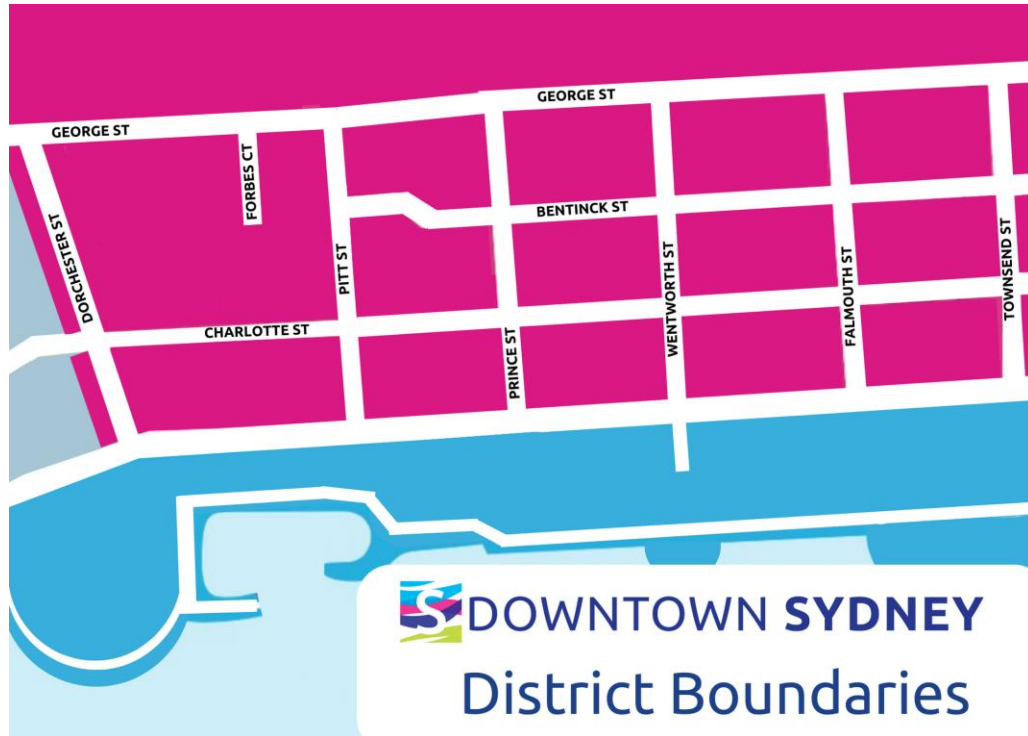 GEORGE ST
GEORGE ST
FORBES CT
BENTINCK ST
DORCHESTER ST
PITT ST
WENTWORTH ST
FALMOUTH ST
TOWNSEND ST
CHARLOTTE ST
PRINCE ST
S DOWNTOWN SYDNEY
District Boundaries